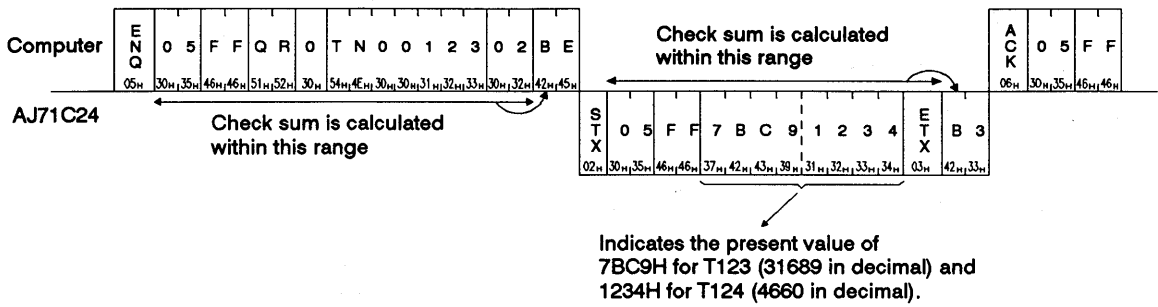 Computer
E N Q 0 5 F F Q R 0 T N 0 0 1 2 3 0 2 B E
05H 30H 35H 46H 46H 51H 52H 30H 54H 4EH 30H 30H 31H 32H 33H 30H 32H 42H 45H
Check sum is calculated
within this range
A C K 0 5 F F
06H 30H 35H 46H 46H
AJ71C24
Check sum is calculated
within this range
S T X 0 5 F F 7 B C 9 1 2 3 4 E T X B 3
02H 30H 35H 46H 46H 37H 42H 43H 39H 31H 32H 33H 34H 03H 42H 33H
Indicates the present value of
7BC9H for T123 (31689 in decimal) and
1234H for T124 (4660 in decimal).